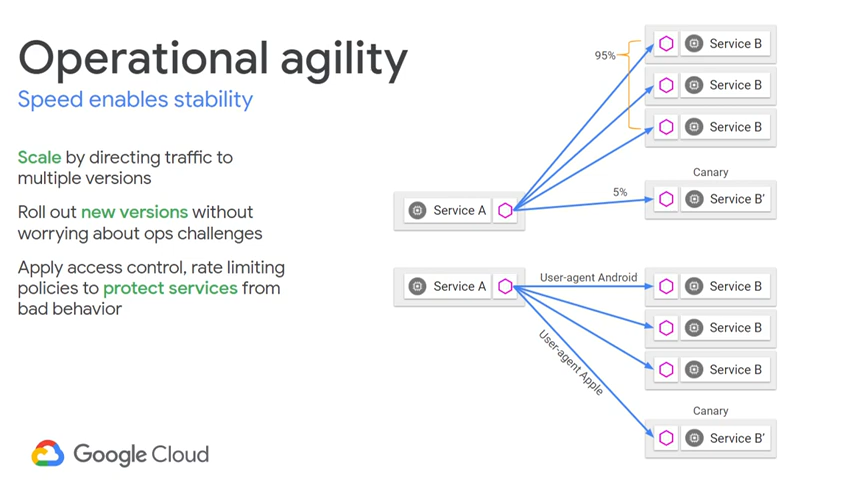 Operational agility
Speed enables stability
Scale by directing traffic to
multiple versions
Roll out new versions without
worrying about ops challenges
Apply access control, rate limiting
policies to protect services from
bad behavior
Google Cloud
95%
Service B
Service B
Service B
Canary
5%
Service B'
Service A
Service A
User-agent Android
Service B
Service B
Service B
User-agent Apple
Canary
Service B'